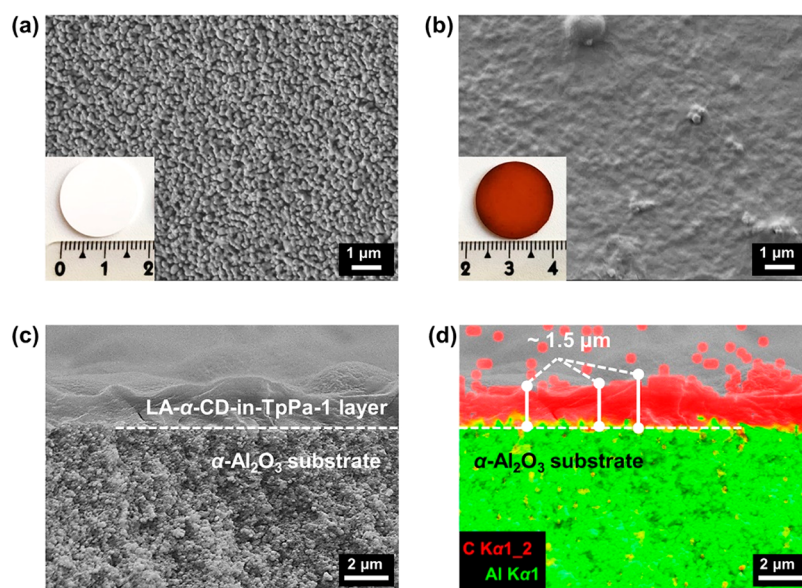 (a)
0 1 2
1 μm
(b)
2 3 4
1 μm
(c)
LA-α-CD-in-TpPa-1 layer
α-Al₂O₃ substrate
2 μm
(d)
~ 1.5 μm
α-Al₂O₃ substrate
C Kα1_2
Al Kα1
2 μm